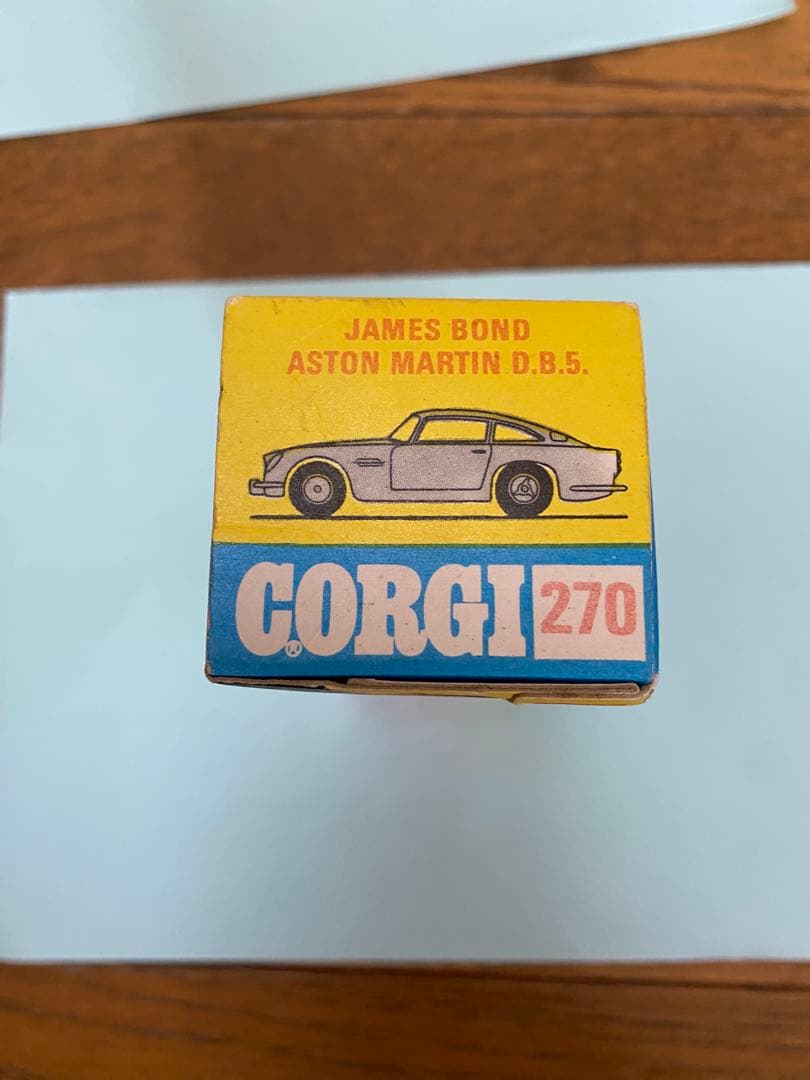 JAMES BOND
ASTON MARTIN D.B.5.
CORGI® 270